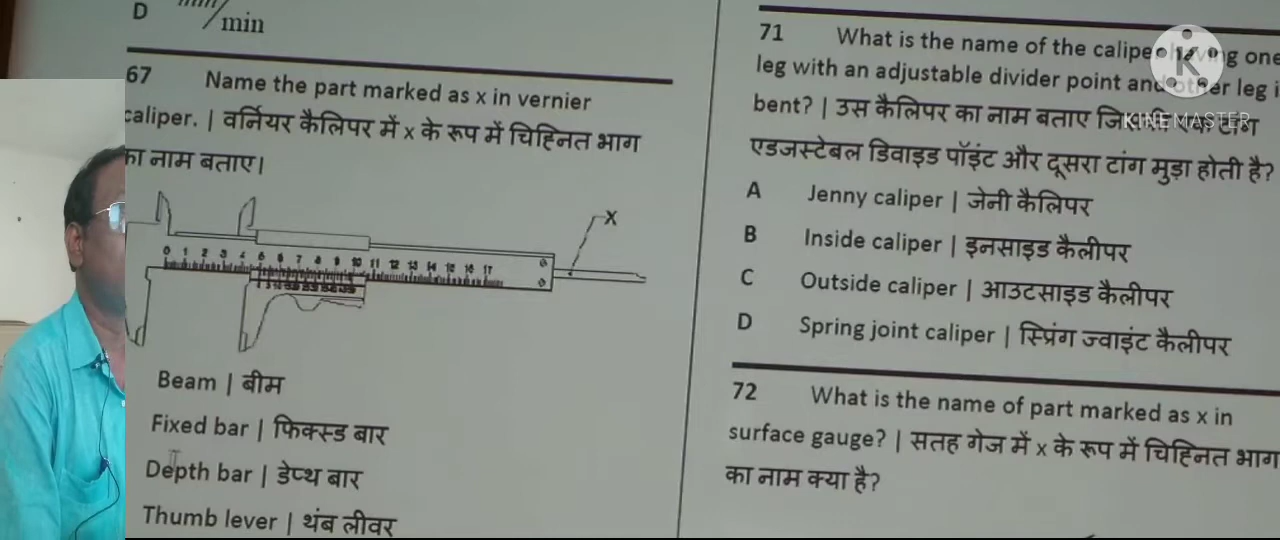 D mm/min
67 Name the part marked as x in vernier
caliper. | वर्नियर कैलिपर में x के रूप में चिह्नित भाग
का नाम बताए।
X
0 1 2 3 4 5 6 7 8 9 10 11 12 13 14 15 16 17
Beam | बीम
Fixed bar | फिक्स्ड बार
Depth bar | डेप्थ बार
Thumb lever | थंब लीवर
71 What is the name of the caliper having one
leg with an adjustable divider point and other leg i
bent? | उस कैलिपर का नाम बताए जिसकी एक टांग
एडजस्टेबल डिवाइड पॉइंट और दूसरा टांग मुड़ा होती है?
A Jenny caliper | जेनी कैलिपर
B Inside caliper | इनसाइड कैलीपर
C Outside caliper | आउटसाइड कैलीपर
D Spring joint caliper | स्प्रिंग ज्वाइंट कैलीपर
72 What is the name of part marked as x in
surface gauge? | सतह गेज में x के रूप में चिह्नित भाग
का नाम क्या है?
K
KINEMASTER